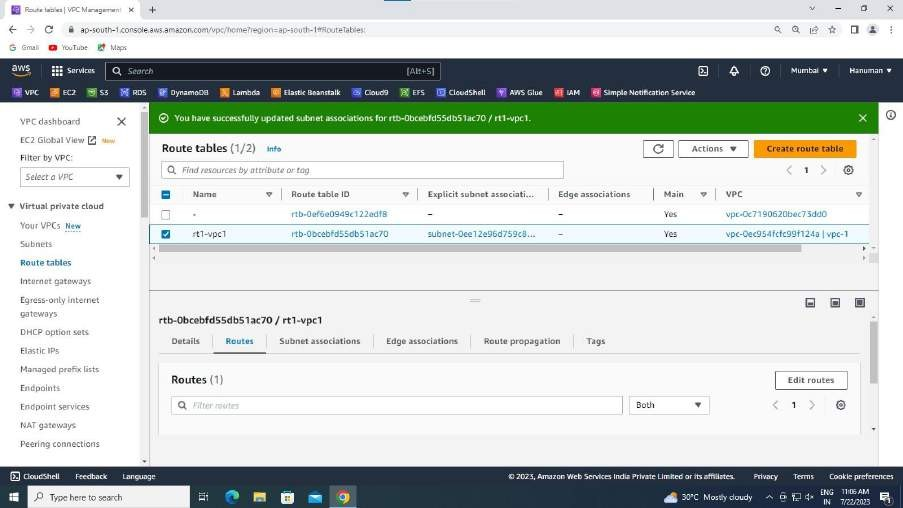 Route tables | VPC Management
ap-south-1.console.aws.amazon.com/vpc/home?region=ap-south-1#RouteTables:
Gmail YouTube Maps
aws Services Search [Alt+S] Mumbai Hanuman
VPC EC2 S3 RDS DynamoDB Lambda Elastic Beanstalk Cloud9 EFS CloudShell AWS Glue IAM Simple Notification Service
VPC dashboard
EC2 Global View New
Filter by VPC:
Select a VPC
Virtual private cloud
Your VPCs New
Subnets
Route tables
Internet gateways
Egress-only internet
gateways
DHCP option sets
Elastic IPs
Managed prefix lists
Endpoints
Endpoint services
NAT gateways
Peering connections
You have successfully updated subnet associations for rtb-0bcebfd55db51ac70 / rt1-vpc1.
Route tables (1/2) Info Actions Create route table
Find resources by attribute or tag 1
Name Route table ID Explicit subnet associati... Edge associations Main VPC
- rtb-0ef6e0949c122edf8 – – Yes vpc-0c7190620bec73dd0
rt1-vpc1 rtb-0bcebfd55db51ac70 subnet-0ee12e96d759c8... – Yes vpc-0ec954fcfc99f124a | vpc-1
rtb-0bcebfd55db51ac70 / rt1-vpc1
Details Routes Subnet associations Edge associations Route propagation Tags
Routes (1) Edit routes
Filter routes Both 1
CloudShell Feedback Language © 2023, Amazon Web Services India Private Limited or its affiliates. Privacy Terms Cookie preferences
Type here to search 30°C Mostly cloudy ENG 11:06 AM
IN 7/22/2023 1